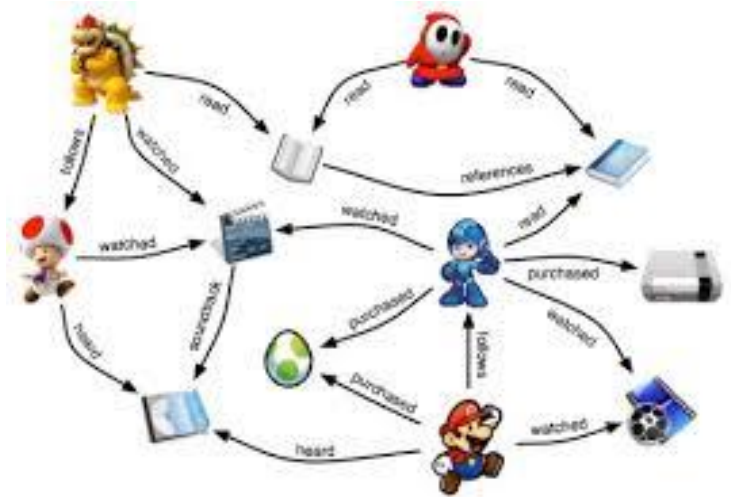 read
read
read
follows
watched
references
read
watched
watched
purchased
soundtrack
purchased
watched
heard
follows
purchased
watched
heard